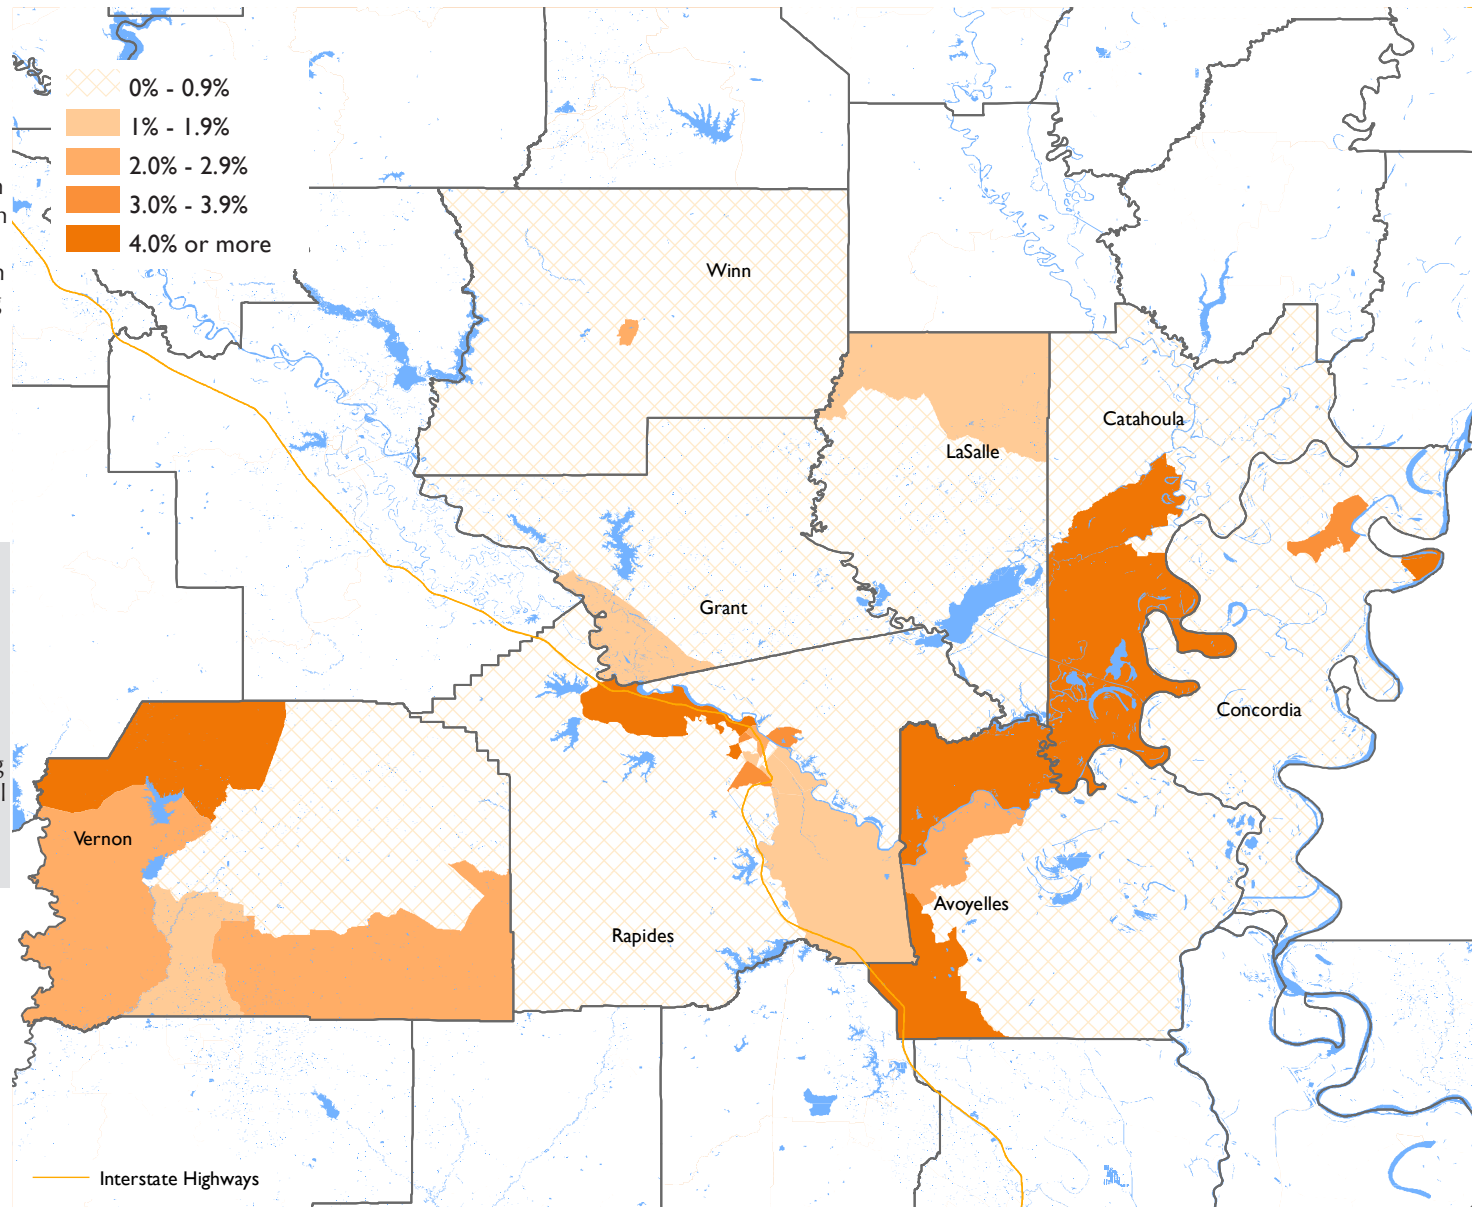 0% - 0.9%
1% - 1.9%
2.0% - 2.9%
3.0% - 3.9%
4.0% or more
Winn
Catahoula
LaSalle
Grant
Concordia
Vernon
Avoyelles
Rapides
Interstate Highways